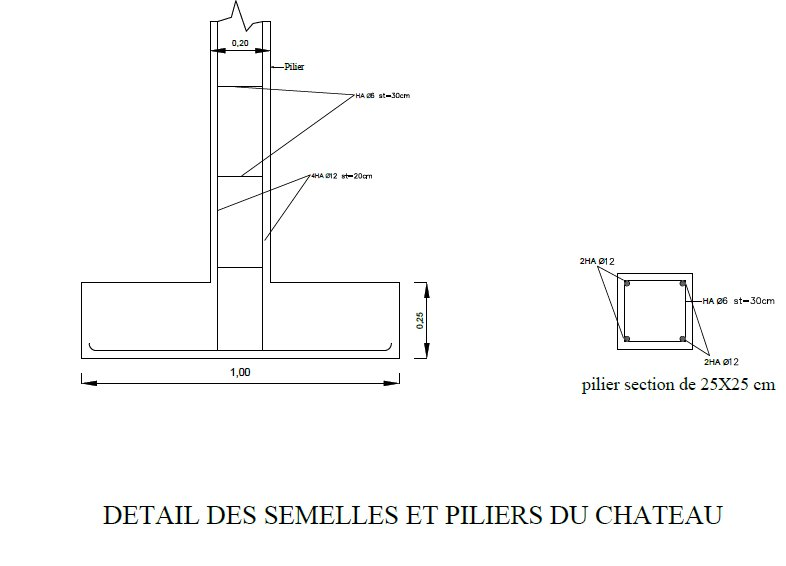 0,20
Pilier
HA Ø6 st=30cm
4HA Ø12 st=20cm
0,25
1,00
2HA Ø12
HA Ø6 st=30cm
2HA Ø12
pilier section de 25X25 cm
DETAIL DES SEMELLES ET PILIERS DU CHATEAU